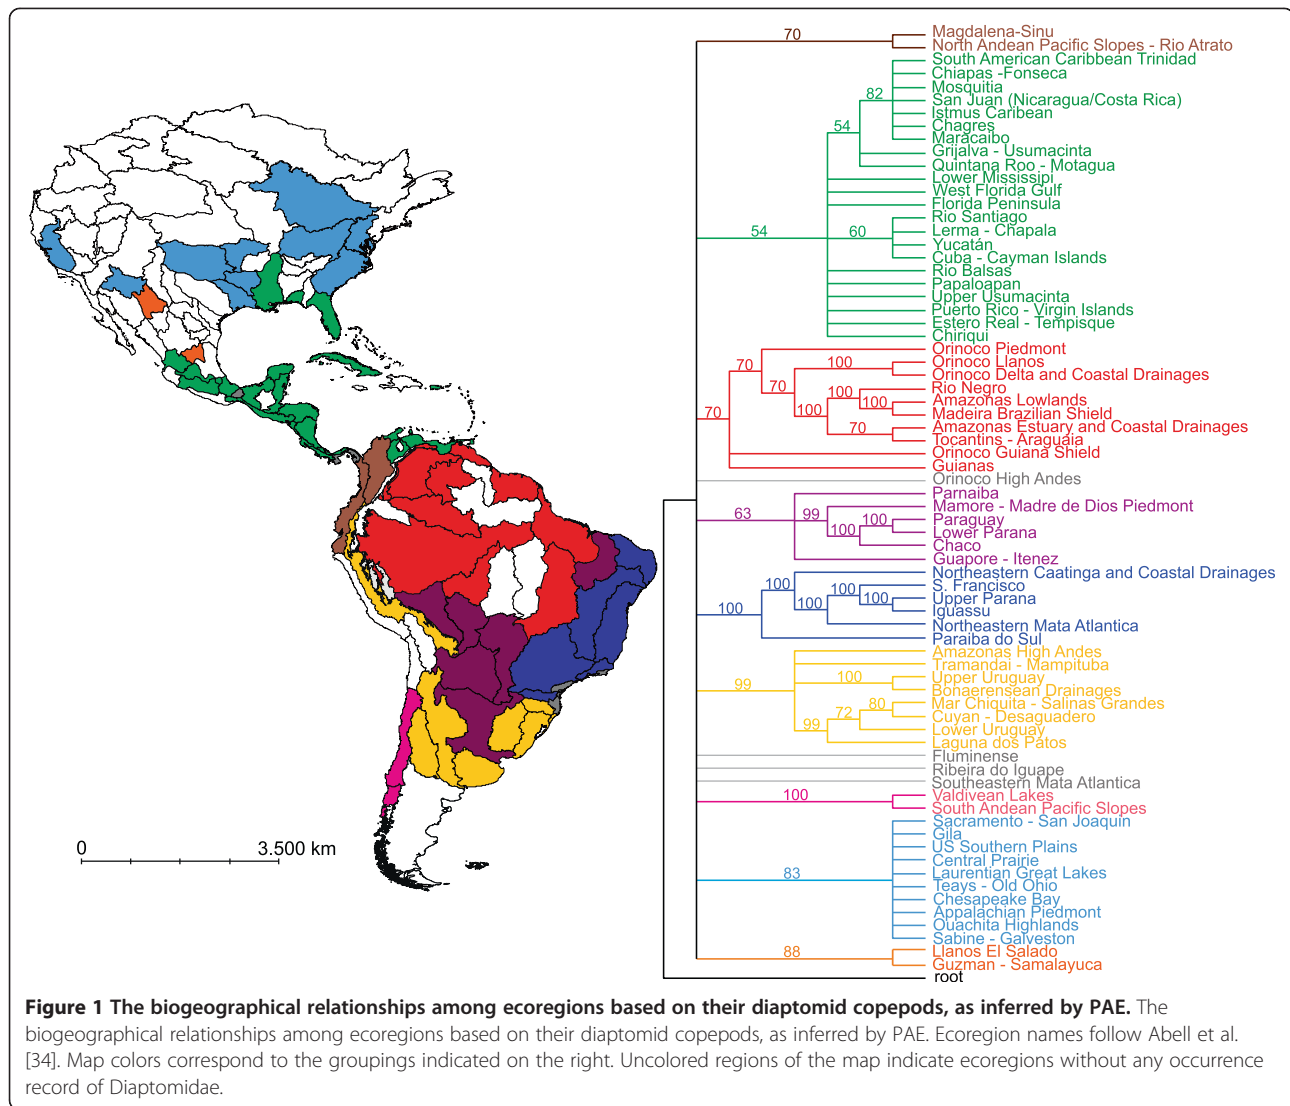 70
Magdalena-Sinu
North Andean Pacific Slopes - Rio Atrato
South American Caribbean Trinidad
Chiapas -Fonseca
Mosquitia
82
San Juan (Nicaragua/Costa Rica)
Istmus Caribean
Chagres
54
Maracaibo
Grijalva - Usumacinta
Quintana Roo - Motagua
Lower Mississipi
West Florida Gulf
Florida Peninsula
Rio Santiago
54
60
Lerma - Chapala
Yucatán
Cuba - Cayman Islands
Rio Balsas
Papaloapan
Upper Usumacinta
Puerto Rico - Virgin Islands
Estero Real - Tempisque
Chiriqui
Orinoco Piedmont
70
100
Orinoco Llanos
Orinoco Delta and Coastal Drainages
70
100
Rio Negro
100
Amazonas Lowlands
70
100
Madeira Brazilian Shield
70
Amazonas Estuary and Coastal Drainages
Tocantins - Araguaia
Orinoco Guiana Shield
Guianas
Orinoco High Andes
Parnaiba
63
99
Mamore - Madre de Dios Piedmont
100
Paraguay
100
Lower Parana
Chaco
Guapore - Itenez
Northeastern Caatinga and Coastal Drainages
100
100
S. Francisco
100
Upper Parana
100
100
Iguassu
Northeastern Mata Atlantica
Paraiba do Sul
Amazonas High Andes
Tramandai - Mampituba
99
100
Upper Uruguay
Bonaerensean Drainages
80
Mar Chiquita - Salinas Grandes
72
Cuyan - Desaguadero
99
Lower Uruguay
Laguna dos Patos
Fluminense
Ribeira do Iguape
Southeastern Mata Atlantica
100
Valdivean Lakes
South Andean Pacific Slopes
Sacramento - San Joaquin
Gila
US Southern Plains
Central Prairie
83
Laurentian Great Lakes
Teays - Old Ohio
Chesapeake Bay
Appalachian Piedmont
Ouachita Highlands
Sabine - Galveston
88
Llanos El Salado
Guzman - Samalayuca
root
0 3.500 km
Figure 1 The biogeographical relationships among ecoregions based on their diaptomid copepods, as inferred by PAE. The
biogeographical relationships among ecoregions based on their diaptomid copepods, as inferred by PAE. Ecoregion names follow Abell et al.
[34]. Map colors correspond to the groupings indicated on the right. Uncolored regions of the map indicate ecoregions without any occurrence
record of Diaptomidae.